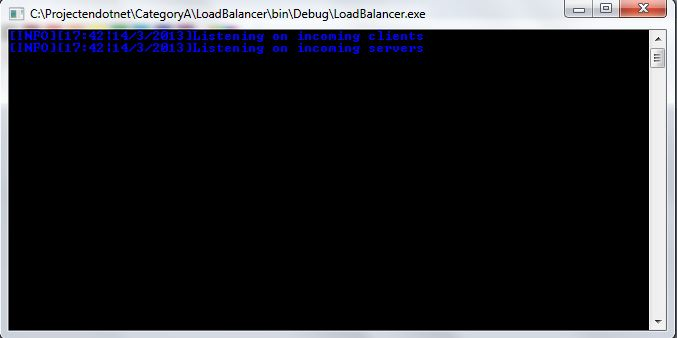 C:\Projectendotnet\CategoryA\LoadBalancer\bin\Debug\LoadBalancer.exe
[INFO][17:42|14/3/2013]Listening on incoming clients
[INFO][17:42|14/3/2013]Listening on incoming servers